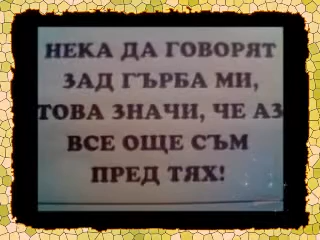 НЕКА ДА ГОВОРЯТ
ЗАД ГЪРБА МИ,
ТОВА ЗНАЧИ, ЧЕ АЗ
ВСЕ ОЩЕ СЪМ
ПРЕД ТЯХ!